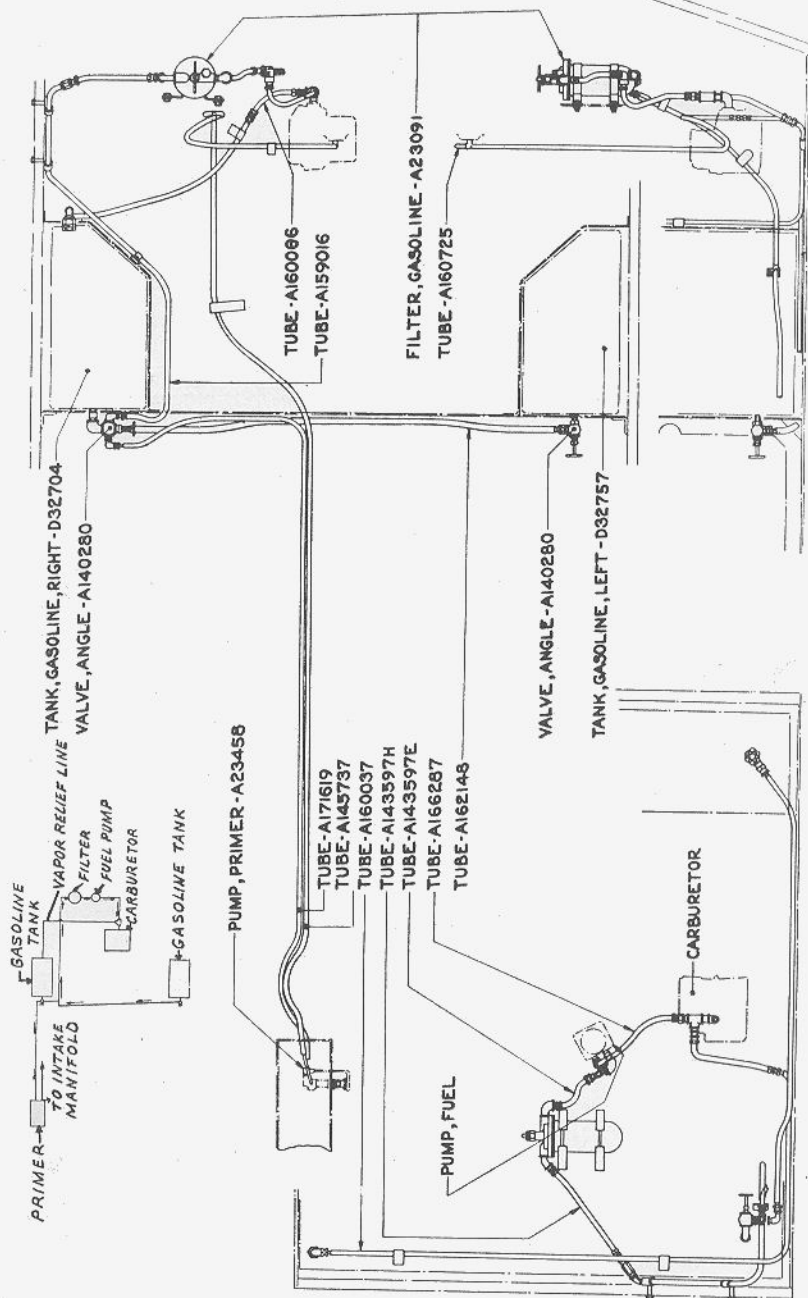 PRIMER
TO INTAKE
MANIFOLD
GASOLINE
TANK
VAPOR RELIEF LINE
FILTER
FUEL PUMP
CARBURETOR
GASOLINE TANK
TANK, GASOLINE, RIGHT-D32704
VALVE, ANGLE-A140280
TUBE-A160086
TUBE-A159016
PUMP, PRIMER-A23458
TUBE-A171619
TUBE-A145737
TUBE-A160037
TUBE-A143597H
TUBE-A143597E
TUBE-A166287
TUBE-A162148
FILTER, GASOLINE-A23091
TUBE-A160725
VALVE, ANGLE-A140280
TANK, GASOLINE, LEFT-D32757
PUMP, FUEL
CARBURETOR